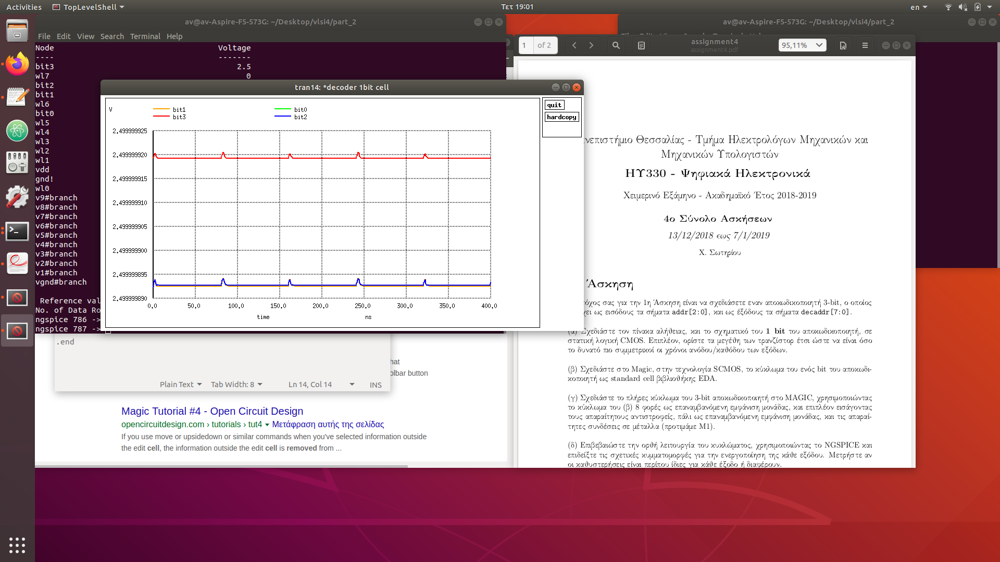 Activities
TopLevelShell
Τετ 19:01
en
av@av-Aspire-F5-573G: ~/Desktop/vlsi4/part_2
File Edit View Search Terminal Help
Node Voltage
---- -------
bit3 2.5
wl7 0
bit2
bit1
wl6
bit0
wl5
wl4
wl3
wl2
wl1
vdd
gnd!
wl0
v9#branch
v8#branch
v7#branch
v6#branch
v5#branch
v4#branch
v3#branch
v2#branch
v1#branch
vgnd#branch
Reference val
No. of Data Ro
ngspice 786 ->
ngspice 787 ->
tran14: *decoder 1bit cell
V
bit1
bit0
bit3
bit2
quit
hardcopy
2.499999925
2.499999920
2.499999915
2.499999910
2.499999905
2.499999900
2.499999895
2.499999890
0.0 50.0 100.0 150.0 200.0 250.0 300.0 350.0 400.0
time ns
.end
hat
olbar button
Plain Text Tab Width: 8 Ln 14, Col 14 INS
Magic Tutorial #4 - Open Circuit Design
opencircuitdesign.com › tutorials › tut4 Μετάφραση αυτής της σελίδας
If you use move or upsidedown or similar commands when you've selected information outside
the edit cell, the information outside the edit cell is removed from ...
av@av-Aspire-F5-573G: ~/Desktop/vlsi4/part_2
1 of 2
assignment4
assignment4.pdf
95,11%
νεπιστήμιο Θεσσαλίας - Τμήμα Ηλεκτρολόγων Μηχανικών και
Μηχανικών Υπολογιστών
ΗΥ330 - Ψηφιακά Ηλεκτρονικά
Χειμερινό Εξάμηνο - Ακαδημαϊκό Έτος 2018-2019
4ο Σύνολο Ασκήσεων
13/12/2018 εως 7/1/2019
Χ. Σωτηρίου
Άσκηση
όχος σας για την 1η Άσκηση είναι να σχεδιάσετε εναν αποκωδικοποιητή 3-bit, ο οποίος
χει ως εισόδους τα σήματα addr[2:0], και ως έξόδους τα σήματα decaddr[7:0].
(α) Σχεδιάστε τον πίνακα αλήθειας, και το σχηματικό του 1 bit του αποκωδικοποιητή, σε
στατική λογική CMOS. Επιπλέον, ορίστε τα μεγέθη των τρανζίστορ έτσι ώστε να είναι όσο
το δυνατό πιο συμμετρικοί οι χρόνοι ανόδου/καθόδου των εξόδων.
(β) Σχεδιάστε στο Magic, στην τεχνολογία SCMOS, το κύκλωμα του ενός bit του αποκωδι-
κοποιητή ως standard cell βιβλιοθήκης EDA.
(γ) Σχεδιάστε το πλήρες κύκλωμα του 3-bit αποκωδικοποιητή στο MAGIC, χρησιμοποιώντας
το κύκλωμα του (β) 8 φορές ως επαναμβανόμενη εμφάνιση μονάδας, και επιπλέον εισάγοντας
τους απαραίτητους αντιστροφείς, πάλι ως επαναμβανόμενη εμφάνιση μονάδας, και τις απαραί-
τητες συνδέσεις σε μέταλλα (προτιμάμε M1).
(δ) Επιβεβαιώστε την ορθή λειτουργία του κυκλώματος, χρησιμοποιώντας το NGSPICE και
επιδείξτε τις σχετικές κυμματομορφές για την ενεργοποίηση της κάθε εξόδου. Μετρήστε αν
οι καθυστερήσεις είναι περίπου ίδιες για κάθε έξοδο ή διαφέρουν.